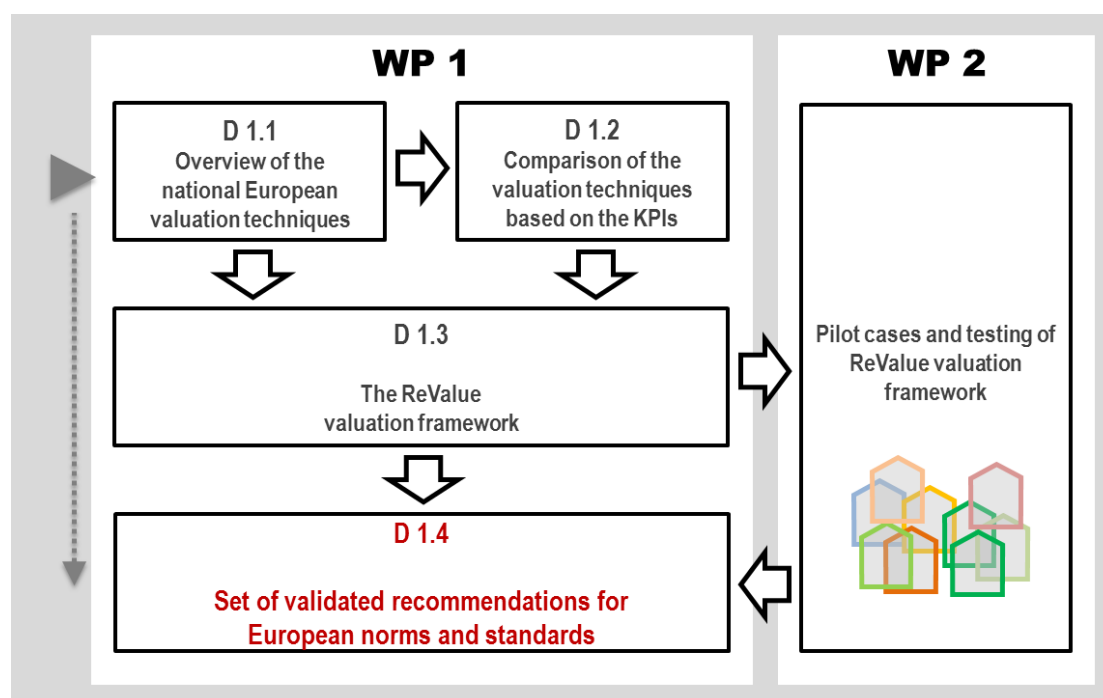 WP 1
D 1.1
Overview of the
national European
valuation techniques
D 1.2
Comparison of the
valuation techniques
based on the KPIs
D 1.3
The ReValue
valuation framework
D 1.4
Set of validated recommendations for
European norms and standards
WP 2
Pilot cases and testing of
ReValue valuation
framework